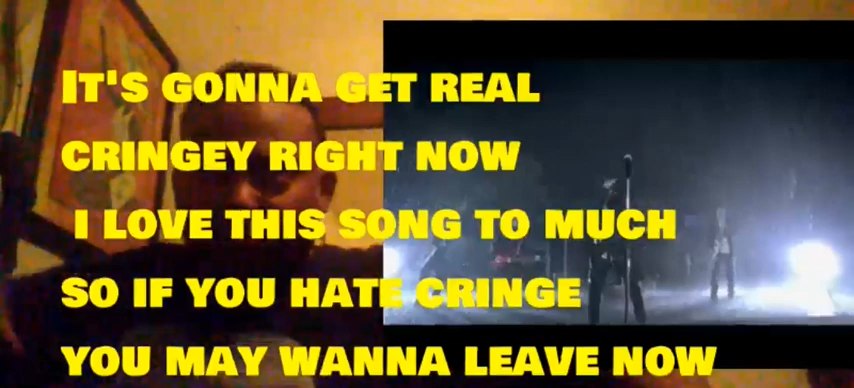 It's gonna get real
cringey right now
I love this song to much
so if you hate cringe
you may wanna leave now